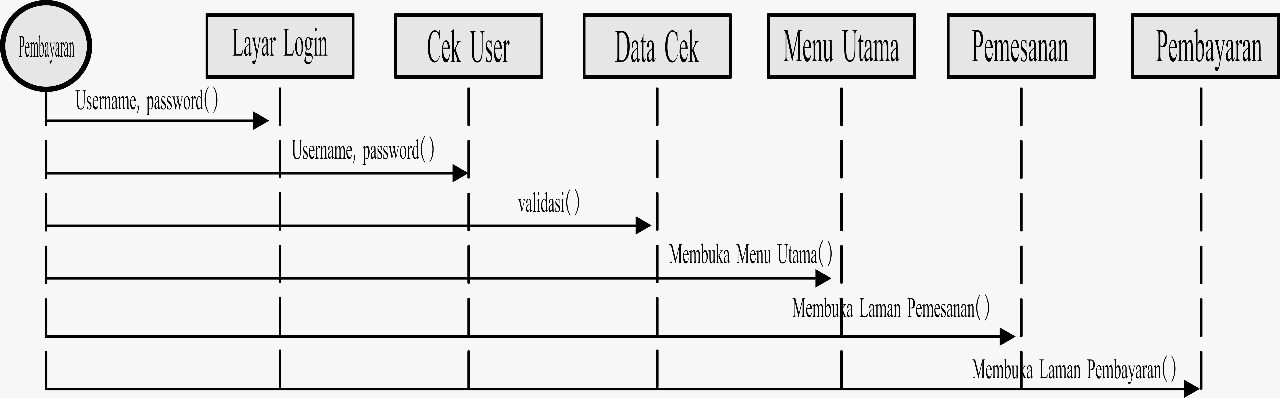 Pembayaran
Layar Login
Cek User
Data Cek
Menu Utama
Pemesanan
Pembayaran
Username, password()
Username, password()
validasi()
Membuka Menu Utama()
Membuka Laman Pemesanan()
Membuka Laman Pembayaran()